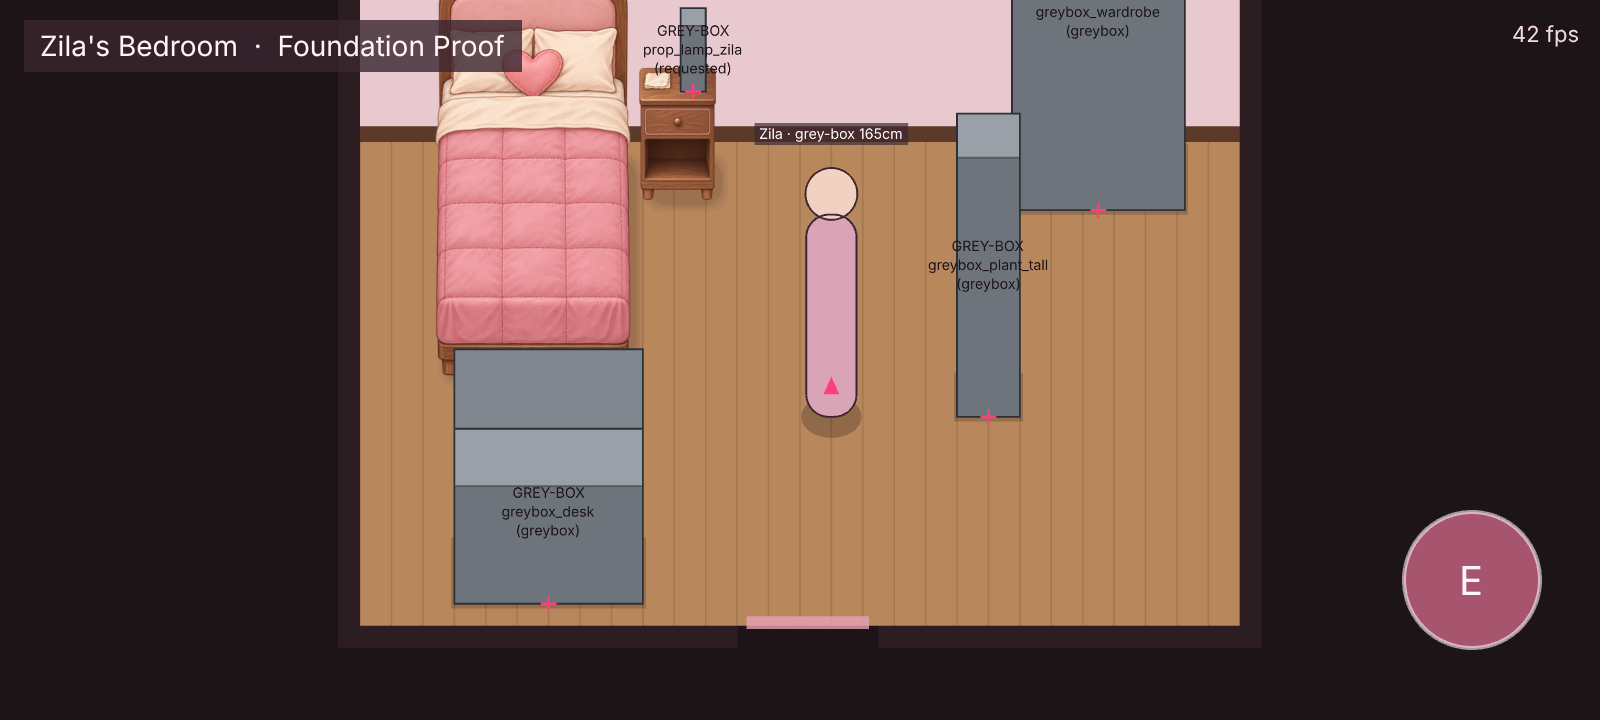 Zila's Bedroom · Foundation Proof
GREY-BOX
prop_lamp_zila
(requested)
greybox_wardrobe
(greybox)
42 fps
Zila · grey-box 165cm
GREY-BOX
greybox_plant_tall
(greybox)
GREY-BOX
greybox_desk
(greybox)
E